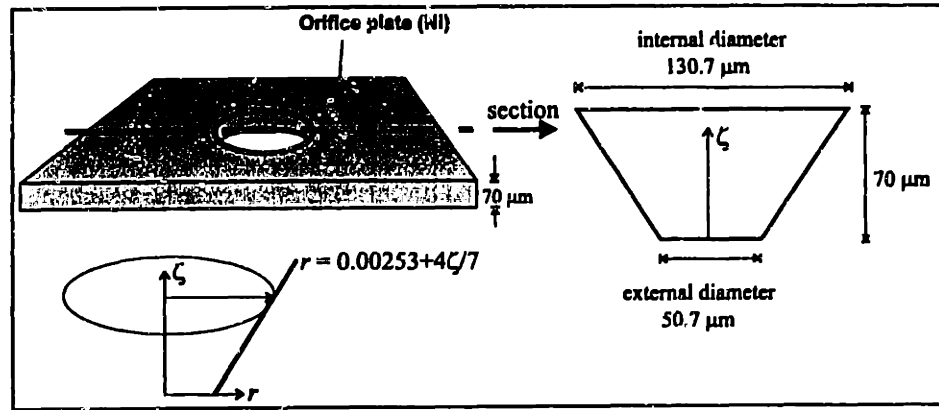 Orifice plate (Ni)
internal diameter
130.7 µm
section
ζ
70 µm
70 µm
r = 0.00253+4ζ/7
ζ
external diameter
50.7 µm
r